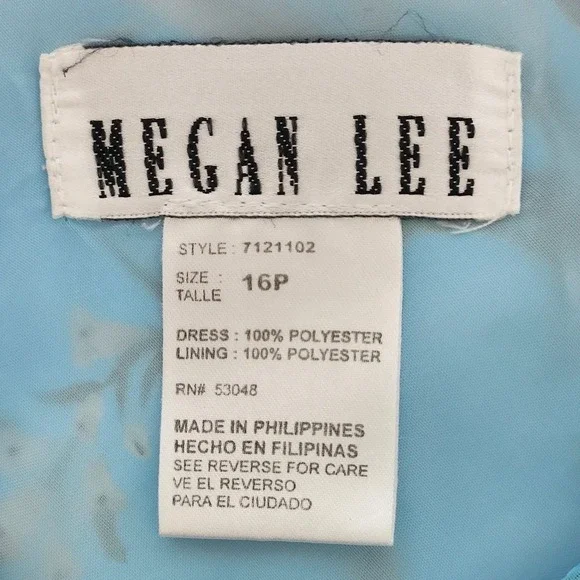 MEGAN LEE
STYLE : 7121102
SIZE : 16P
TALLE
DRESS : 100% POLYESTER
LINING : 100% POLYESTER
RN# 53048
MADE IN PHILIPPINES
HECHO EN FILIPINAS
SEE REVERSE FOR CARE
VE EL REVERSO
PARA EL CIUDADO